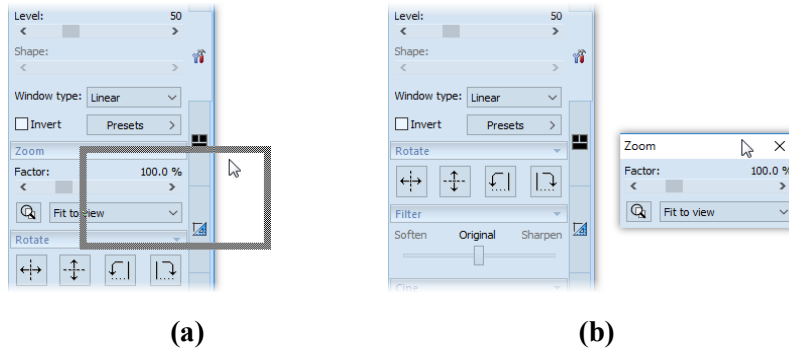 Level: 50
Shape:
Window type: Linear
Invert Presets
Zoom
Factor: 100.0 %
Fit to view
Rotate
(a)
Level: 50
Shape:
Window type: Linear
Invert Presets
Rotate
Filter
Soften Original Sharpen
Cine
Zoom
Factor: 100.0 %
Fit to view
(b)